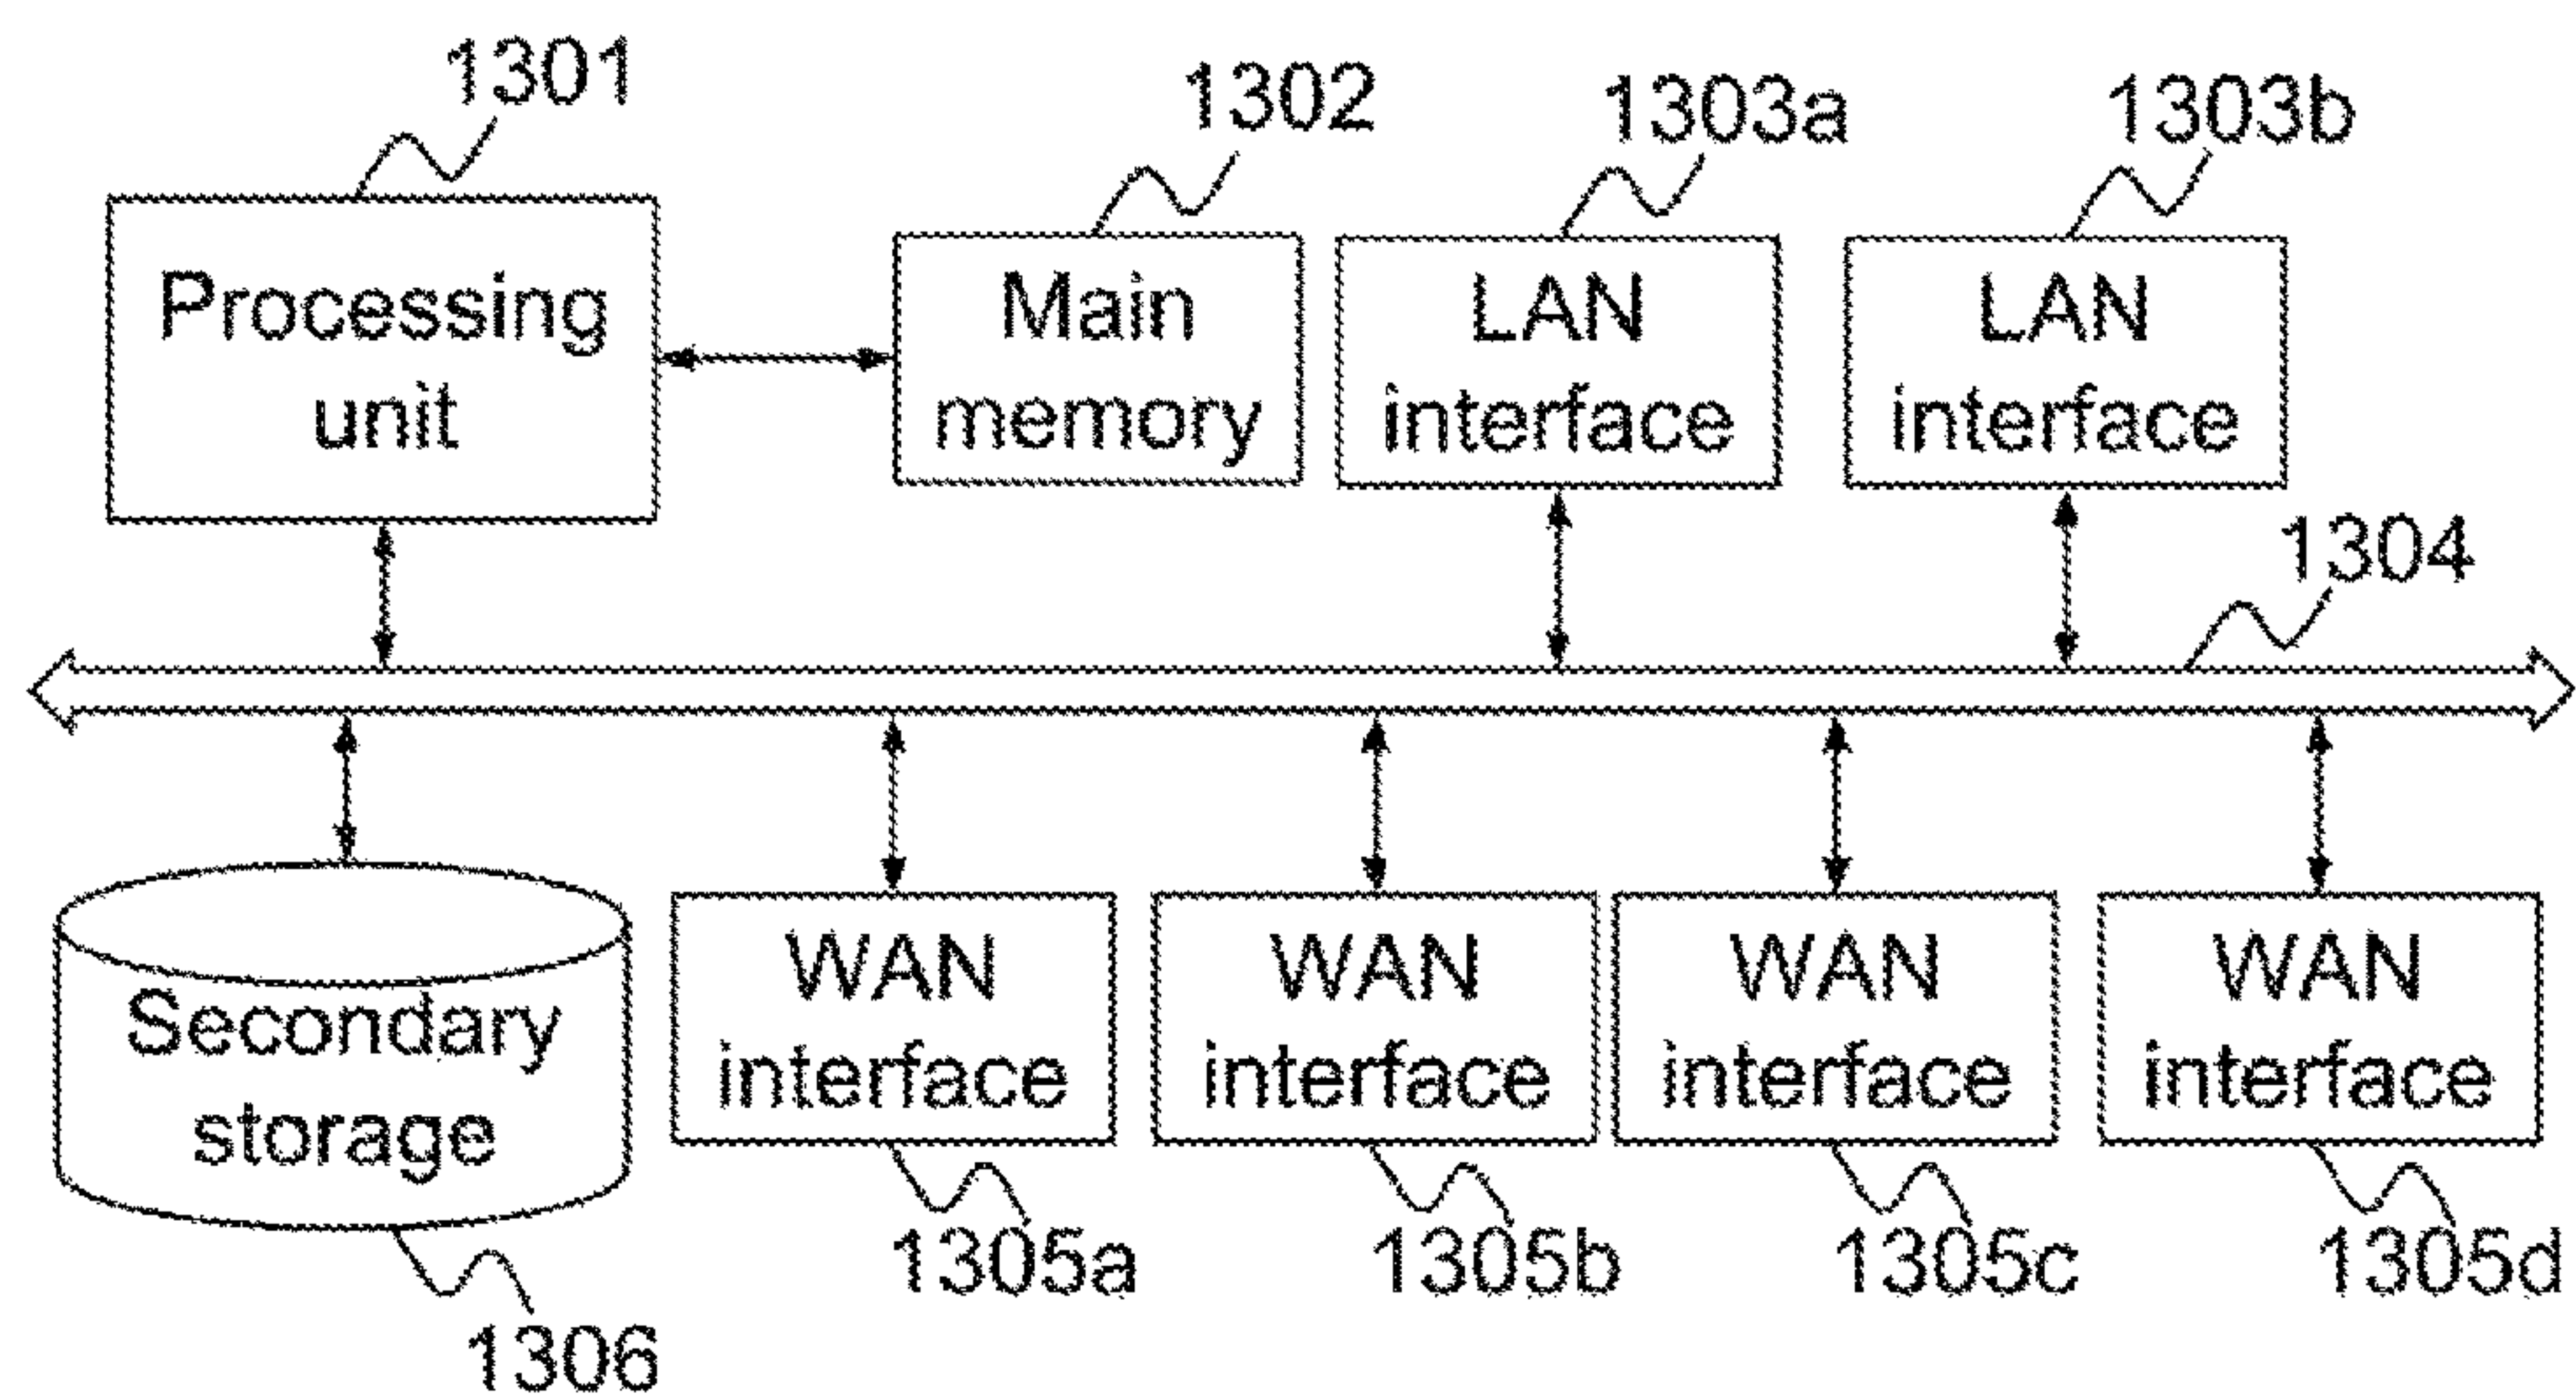 1301
1302
1303a
1303b
Processing
unit
Main
memory
LAN
interface
LAN
interface
1304
Secondary
storage
WAN
interface
WAN
interface
WAN
interface
WAN
interface
1305a
1305b
1305c
1305d
1306